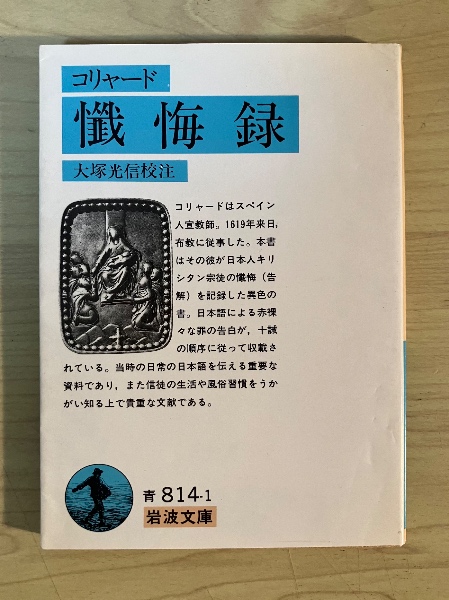 コリャード
懺悔録
大塚光信校注
コリャードはスペイン
人宣教師。1619年来日,
布教に従事した。本書
はその彼が日本人キリ
シタン宗徒の懺悔（告
解）を記録した異色の
書。日本語による赤裸
々な罪の告白が，十誡
の順序に従って収載さ
れている。当時の日常の日本語を伝える重要な
資料であり，また信徒の生活や風俗習慣をうか
がい知る上で貴重な文献である。
青 814-1
岩波文庫